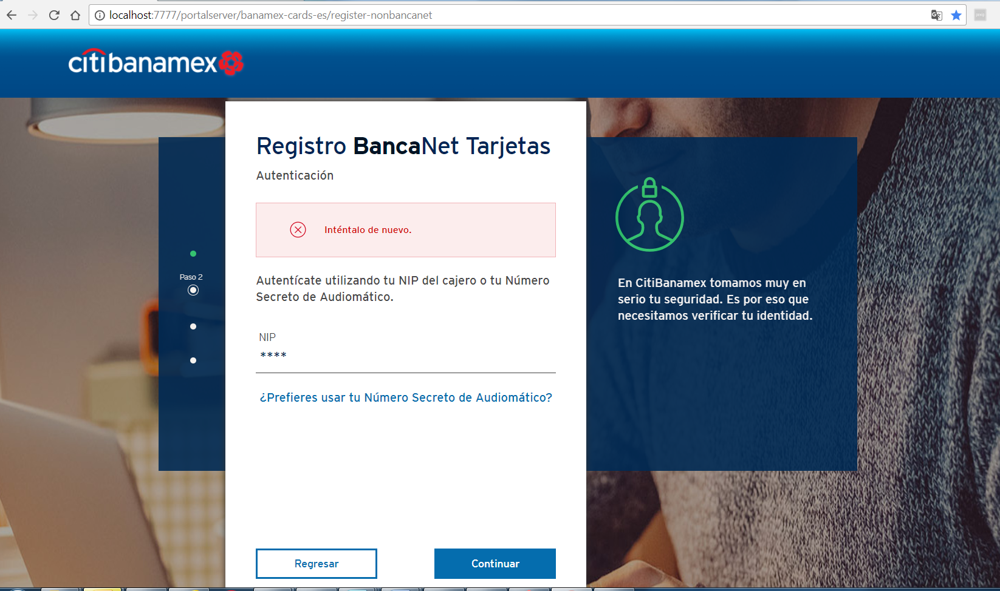 localhost:7777/portalserver/banamex-cards-es/register-nonbancanet
citibanamex
Registro BancaNet Tarjetas
Autenticación
Inténtalo de nuevo.
Paso 2
Autentícate utilizando tu NIP del cajero o tu Número
Secreto de Audiomático.
NIP
****
¿Prefieres usar tu Número Secreto de Audiomático?
Regresar
Continuar
En CitiBanamex tomamos muy en
serio tu seguridad. Es por eso que
necesitamos verificar tu identidad.